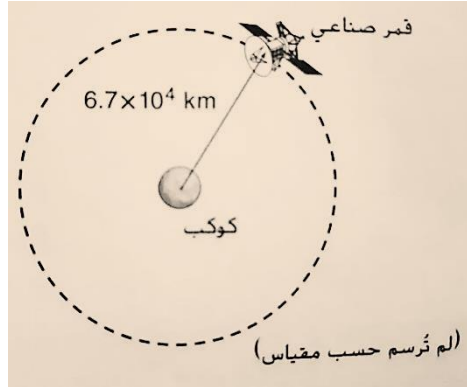 قمر صناعي
6.7×10⁴ km
كوكب
(لم تُرسم حسب مقياس)